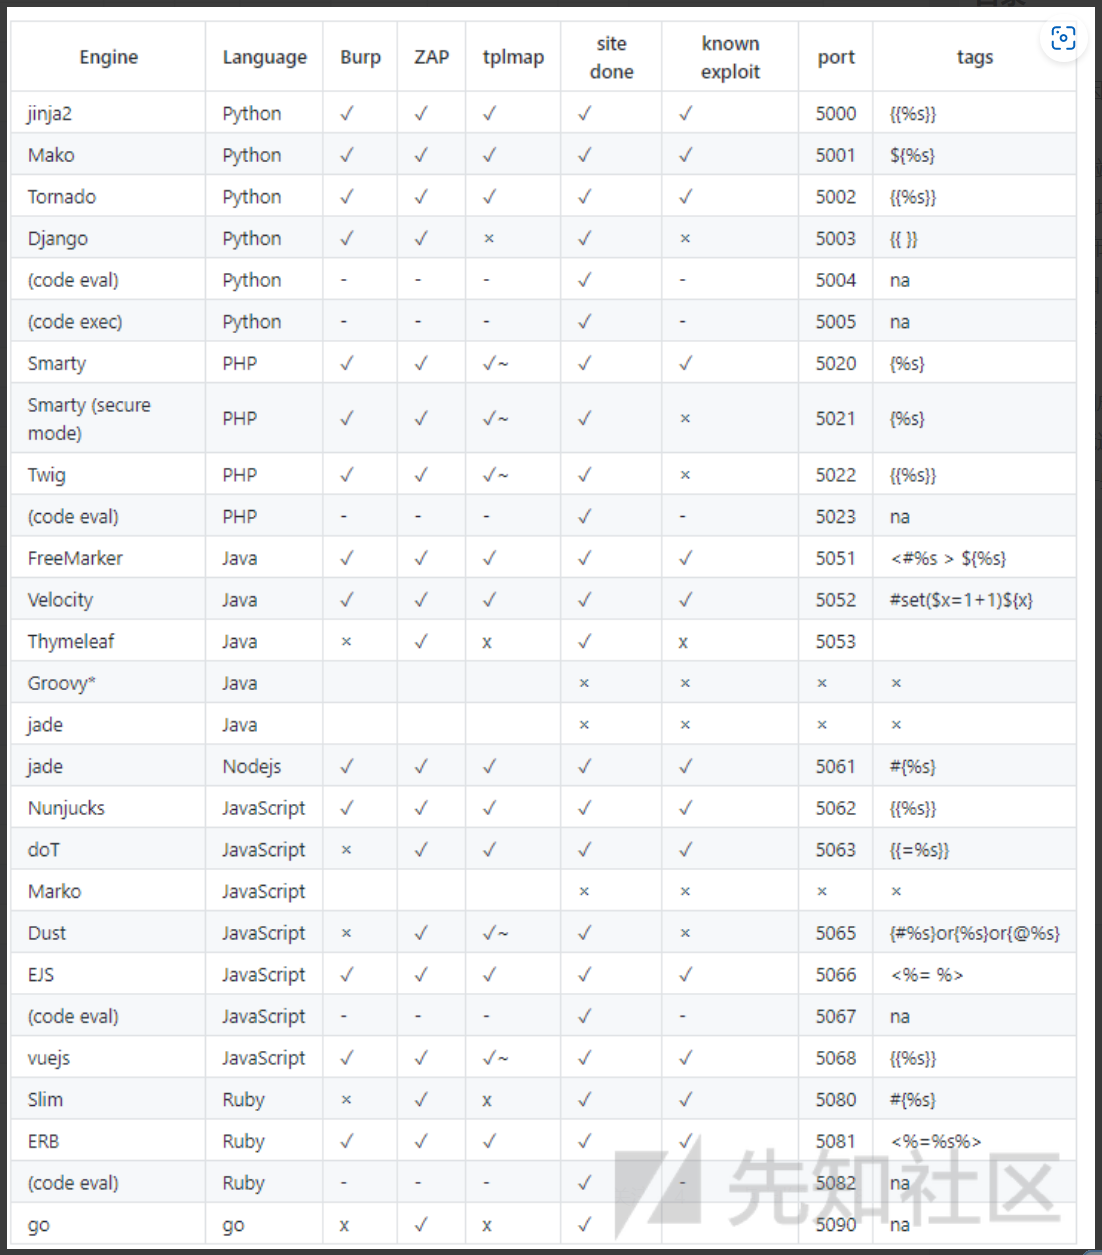 Engine Language Burp ZAP tplmap site done known exploit port tags
jinja2 Python ✓ ✓ ✓ ✓ ✓ 5000 {{%s}}
Mako Python ✓ ✓ ✓ ✓ ✓ 5001 ${%s}
Tornado Python ✓ ✓ ✓ ✓ ✓ 5002 {{%s}}
Django Python ✓ ✓ × ✓ × 5003 {{ }}
(code eval) Python - - - ✓ - 5004 na
(code exec) Python - - - ✓ - 5005 na
Smarty PHP ✓ ✓ ✓~ ✓ ✓ 5020 {%s}
Smarty (secure mode) PHP ✓ ✓ ✓~ ✓ × 5021 {%s}
Twig PHP ✓ ✓ ✓~ ✓ × 5022 {{%s}}
(code eval) PHP - - - ✓ - 5023 na
FreeMarker Java ✓ ✓ ✓ ✓ ✓ 5051 <#%s > ${%s}
Velocity Java ✓ ✓ ✓ ✓ ✓ 5052 #set($x=1+1)${x}
Thymeleaf Java × ✓ x ✓ x 5053
Groovy* Java × × × ×
jade Java × × × ×
jade Nodejs ✓ ✓ ✓ ✓ ✓ 5061 #{%s}
Nunjucks JavaScript ✓ ✓ ✓ ✓ ✓ 5062 {{%s}}
doT JavaScript × ✓ ✓ ✓ ✓ 5063 {{=%s}}
Marko JavaScript × × × ×
Dust JavaScript × ✓ ✓~ ✓ × 5065 {#%s}or{%s}or{@%s}
EJS JavaScript ✓ ✓ ✓ ✓ ✓ 5066 <%= %>
(code eval) JavaScript - - - ✓ - 5067 na
vuejs JavaScript ✓ ✓ ✓~ ✓ ✓ 5068 {{%s}}
Slim Ruby × ✓ x ✓ ✓ 5080 #{%s}
ERB Ruby ✓ ✓ ✓ ✓ ✓ 5081 <%=%s%>
(code eval) Ruby - - - ✓ - 5082 na
go go x ✓ x ✓ 5090 na
先知社区